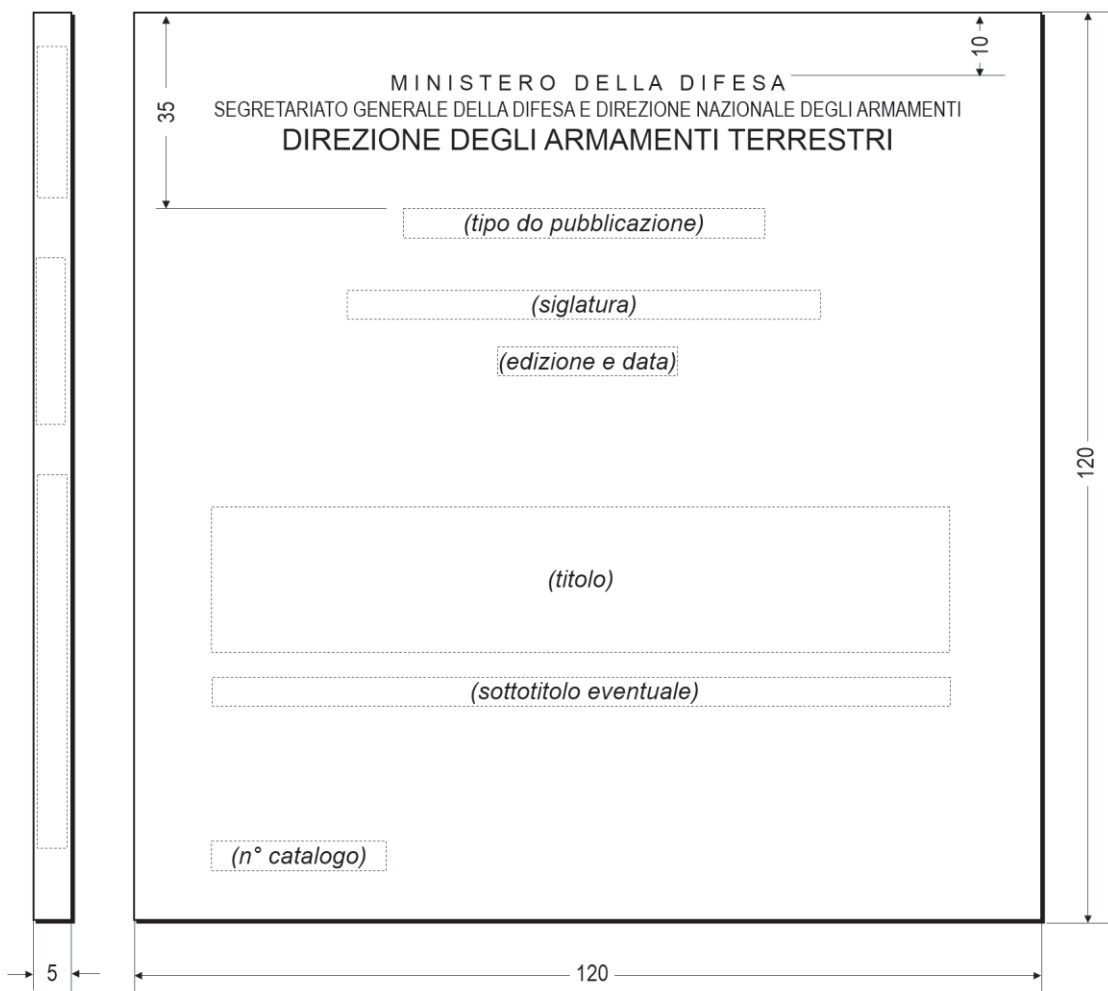 10
35
MINISTERO DELLA DIFESA
SEGRETARIATO GENERALE DELLA DIFESA E DIREZIONE NAZIONALE DEGLI ARMAMENTI
DIREZIONE DEGLI ARMAMENTI TERRESTRI
(tipo do pubblicazione)
(siglatura)
(edizione e data)
120
(titolo)
(sottotitolo eventuale)
(n° catalogo)
5
120